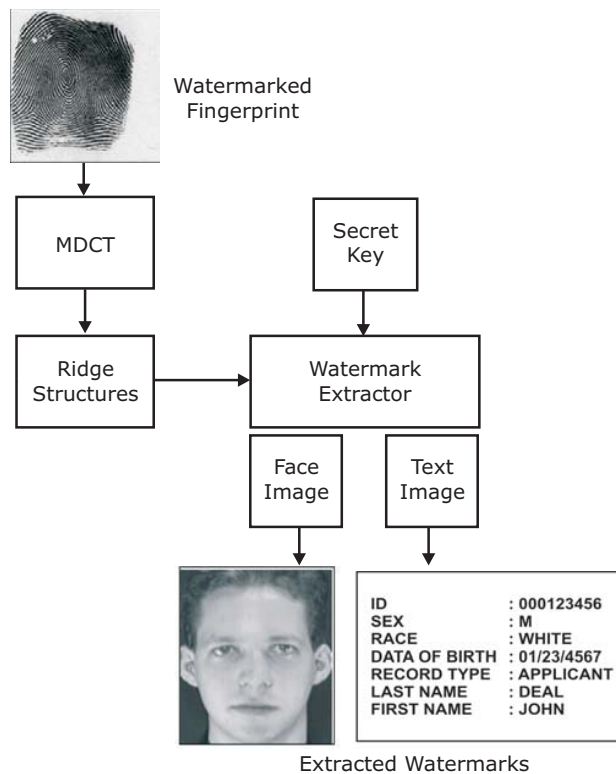 Watermarked
Fingerprint
MDCT
Secret
Key
Ridge
Structures
Watermark
Extractor
Face
Image
Text
Image
ID : 000123456
SEX : M
RACE : WHITE
DATA OF BIRTH : 01/23/4567
RECORD TYPE : APPLICANT
LAST NAME : DEAL
FIRST NAME : JOHN
Extracted Watermarks